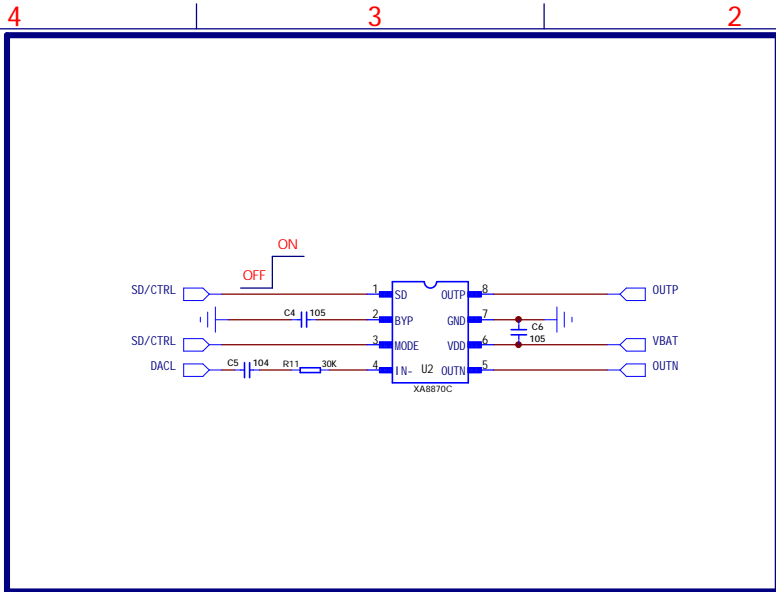 4 3 2
ON
OFF
SD/CTRL 1 SD OUTP 8 OUTP
C4 105 2 BYP GND 7
C6
105
SD/CTRL 3 MODE VDD 6 VBAT
DACL C5 104 R11 30K 4 IN- U2 OUTN 5 OUTN
XA8870C